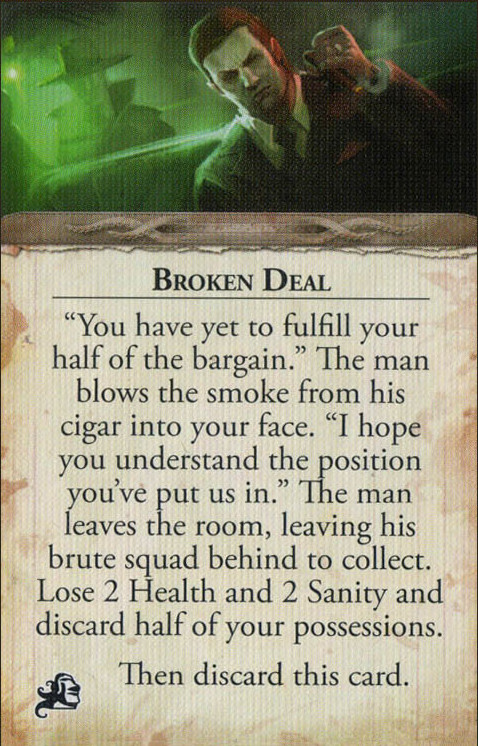 BROKEN DEAL
“You have yet to fulfill your
half of the bargain.” The man
blows the smoke from his
cigar into your face. “I hope
you understand the position
you’ve put us in.” The man
leaves the room, leaving his
brute squad behind to collect.
Lose 2 Health and 2 Sanity and
discard half of your possessions.
Then discard this card.